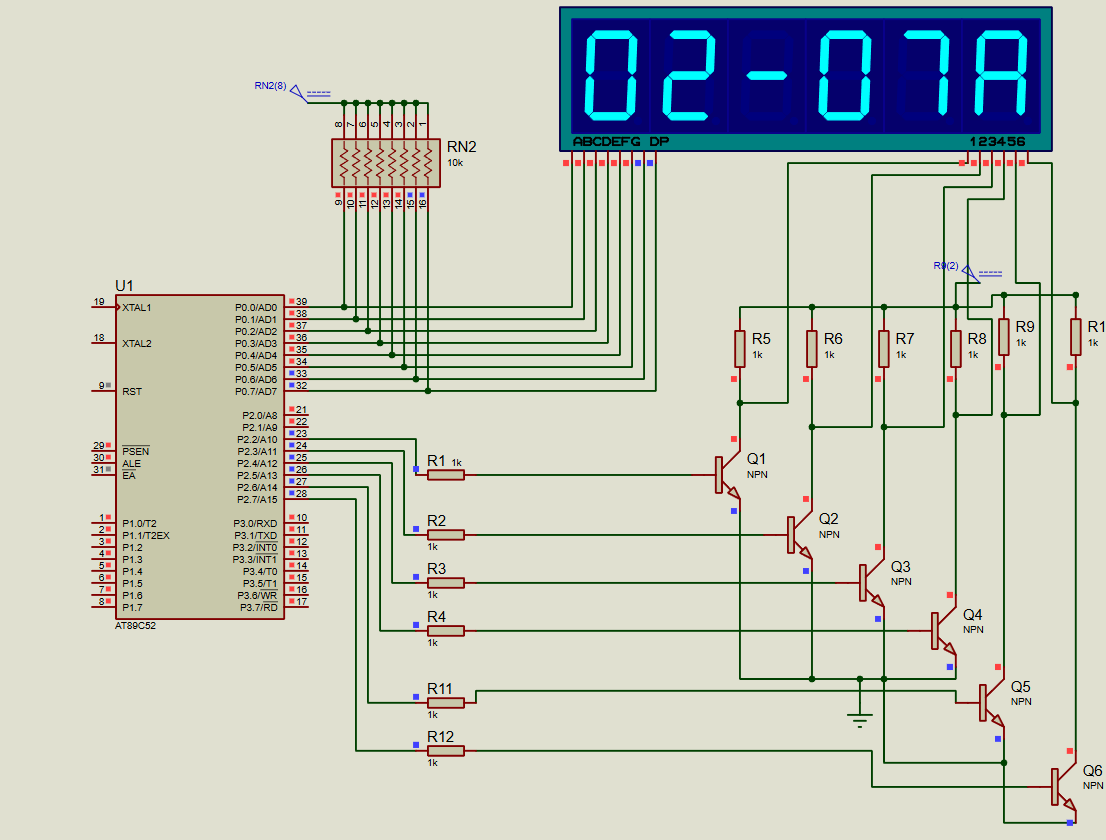 02-07A
ABCDEFG DP
123456
RN2(8)
8 7 6 5 4 3 2 1
RN2
10k
9 10 11 12 13 14 15 16
R9(2)
U1
19 XTAL1
18 XTAL2
9 RST
29 PSEN
30 ALE
31 EA
1 P1.0/T2
2 P1.1/T2EX
3 P1.2
4 P1.3
5 P1.4
6 P1.5
7 P1.6
8 P1.7
P0.0/AD0 39
P0.1/AD1 38
P0.2/AD2 37
P0.3/AD3 36
P0.4/AD4 35
P0.5/AD5 34
P0.6/AD6 33
P0.7/AD7 32
P2.0/A8 21
P2.1/A9 22
P2.2/A10 23
P2.3/A11 24
P2.4/A12 25
P2.5/A13 26
P2.6/A14 27
P2.7/A15 28
P3.0/RXD 10
P3.1/TXD 11
P3.2/INT0 12
P3.3/INT1 13
P3.4/T0 14
P3.5/T1 15
P3.6/WR 16
P3.7/RD 17
AT89C52
R5
1k
R6
1k
R7
1k
R8
1k
R9
1k
R1
1k
R1 1k
R2
1k
R3
1k
R4
1k
R11
1k
R12
1k
Q1
NPN
Q2
NPN
Q3
NPN
Q4
NPN
Q5
NPN
Q6
NPN